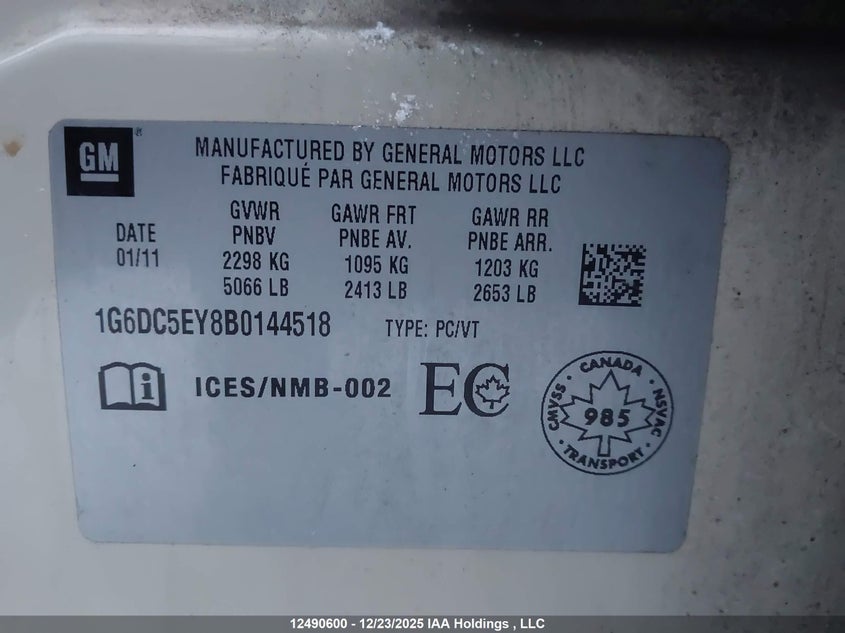 GM
MANUFACTURED BY GENERAL MOTORS LLC
FABRIQUÉ PAR GENERAL MOTORS LLC
DATE
01/11
GVWR
PNBV
2298 KG
5066 LB
GAWR FRT
PNBE AV.
1095 KG
2413 LB
GAWR RR
PNBE ARR.
1203 KG
2653 LB
1G6DC5EY8B0144518 TYPE: PC/VT
i ICES/NMB-002 EC
CANADA
CMVSS 985 NSVAC
TRANSPORT
12490600 - 12/23/2025 IAA Holdings , LLC